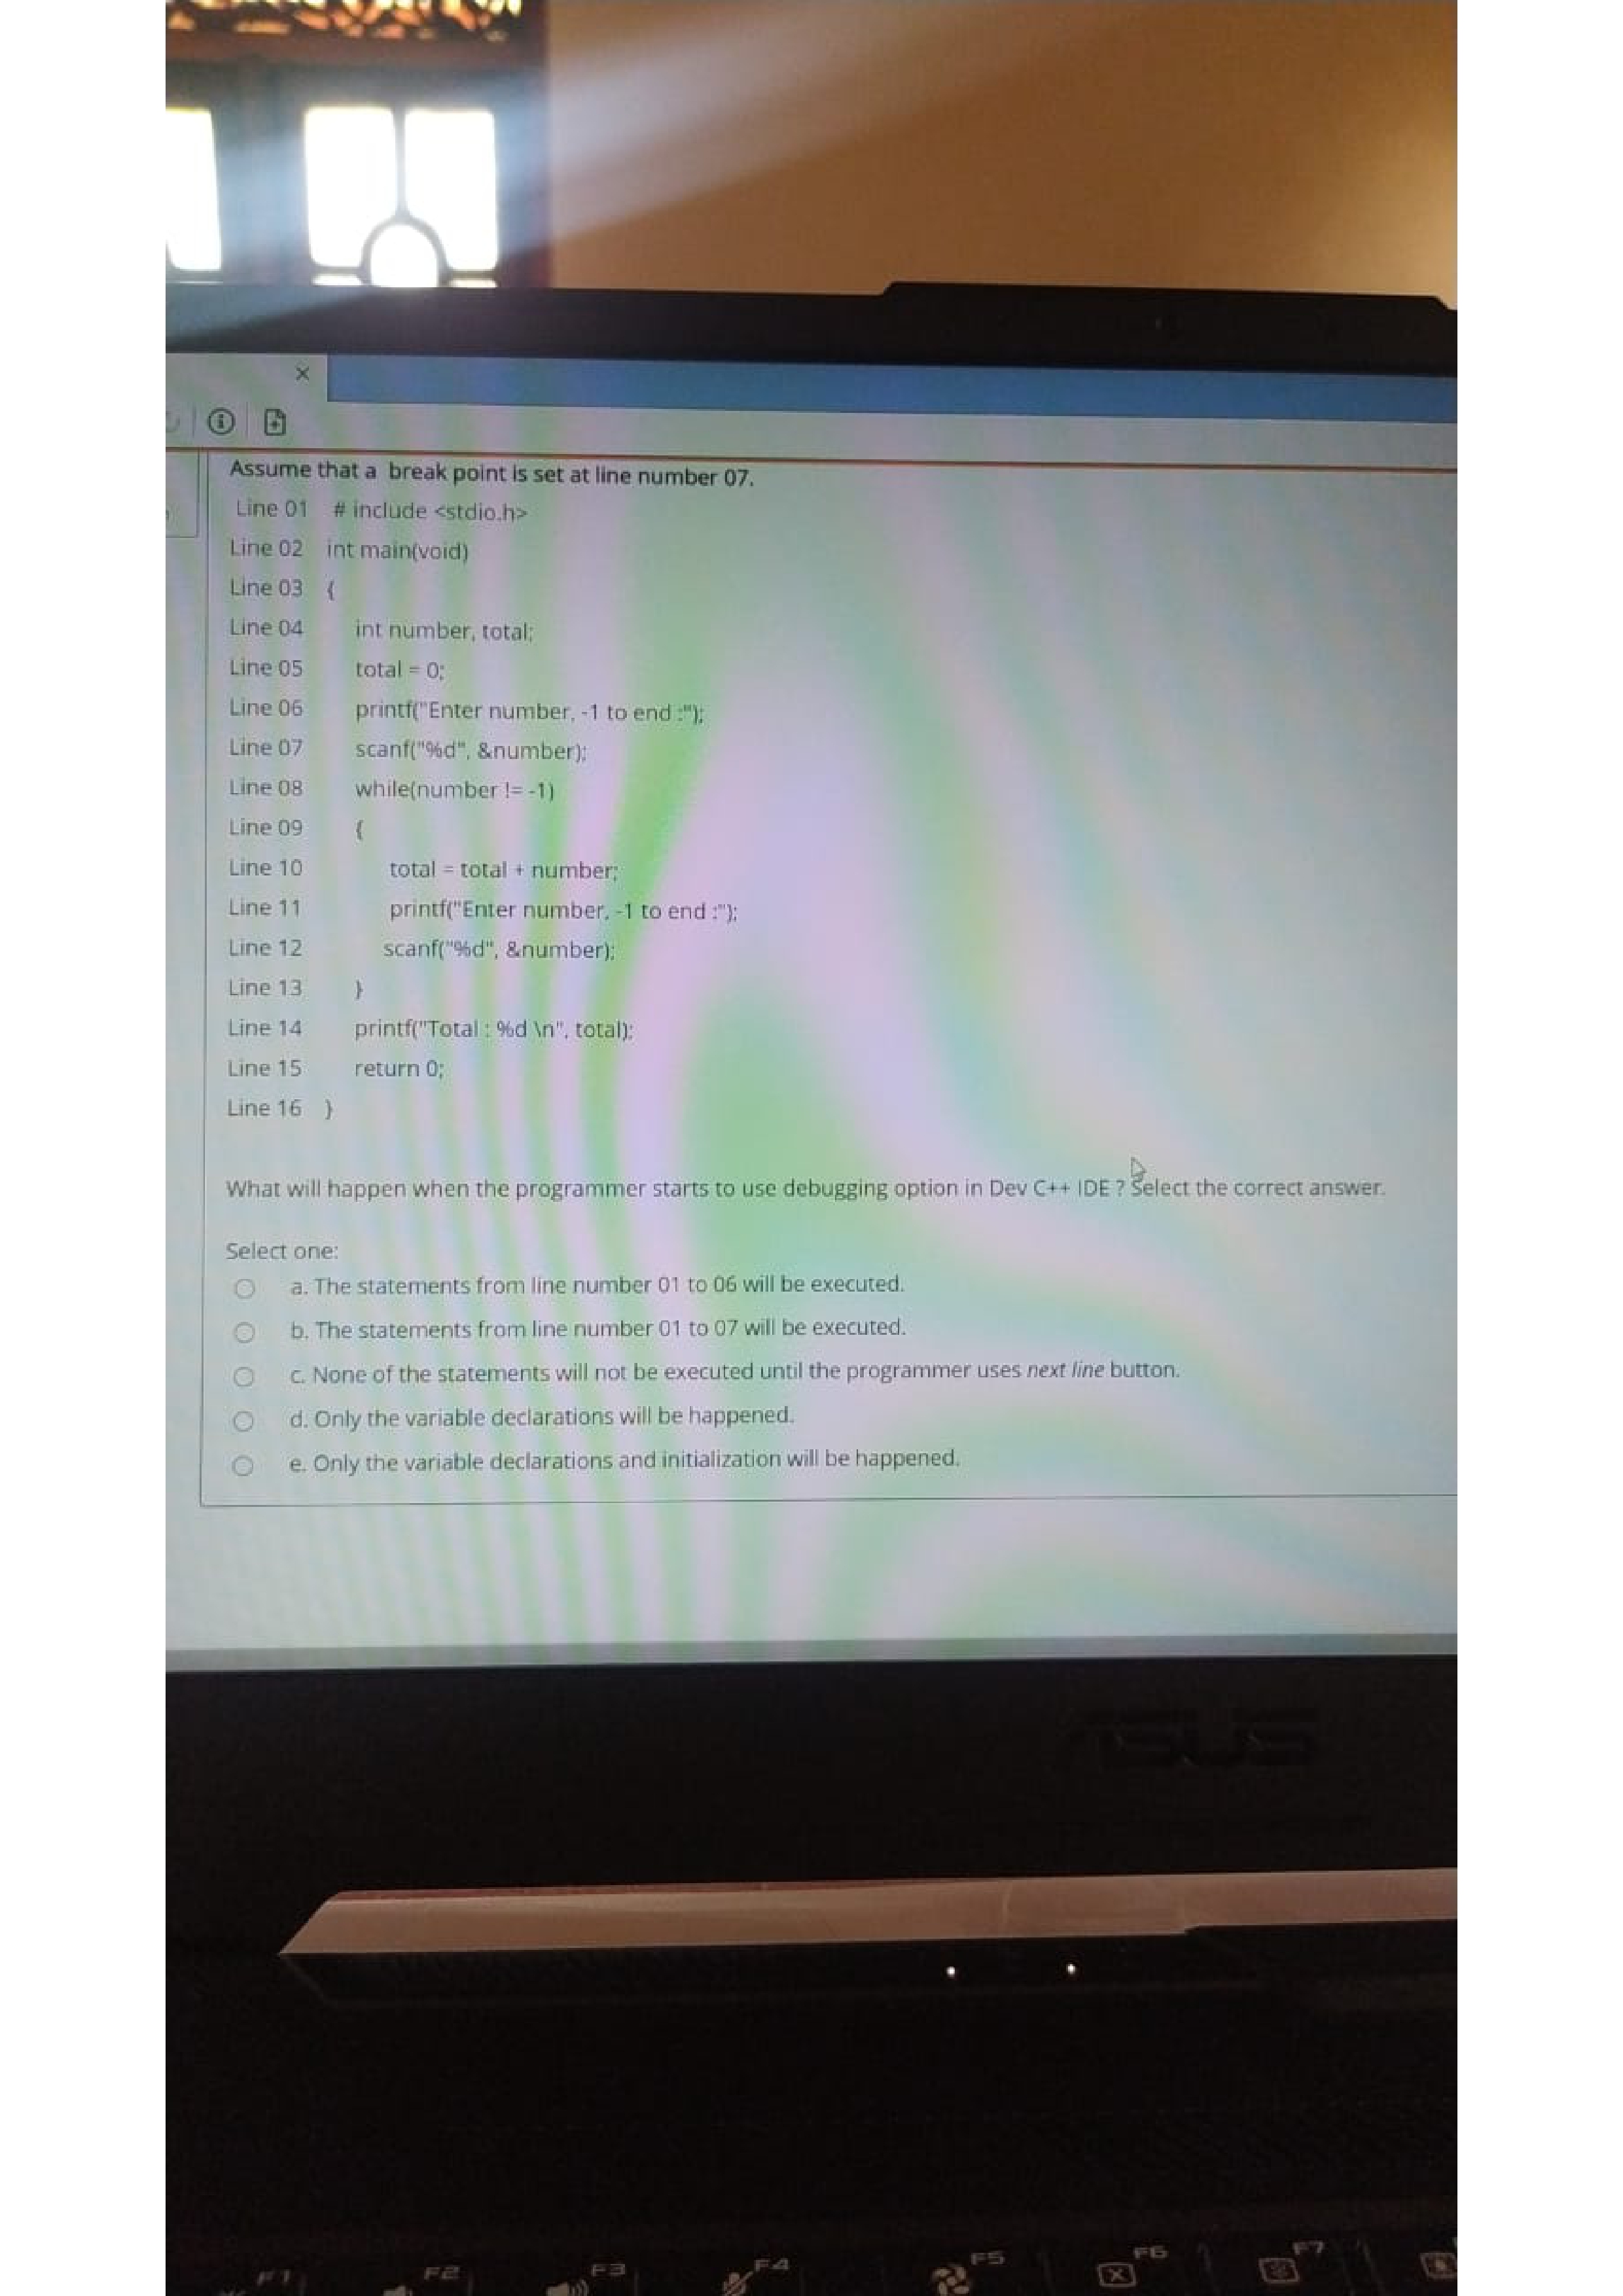 Assume that a break point is set at line number 07.
Line 01 # include <stdio.h>
Line 02 int main(void)
Line 03 {
Line 04 int number, total;
Line 05 total = 0;
Line 06 printf("Enter number, -1 to end :");
Line 07 scanf("%d", &number);
Line 08 while(number != -1)
Line 09 {
Line 10 total = total + number;
Line 11 printf("Enter number, -1 to end :");
Line 12 scanf("%d", &number);
Line 13 }
Line 14 printf("Total : %d \n", total);
Line 15 return 0;
Line 16 }
What will happen when the programmer starts to use debugging option in Dev C++ IDE ? Select the correct answer.
Select one:
a. The statements from line number 01 to 06 will be executed.
b. The statements from line number 01 to 07 will be executed.
c. None of the statements will not be executed until the programmer uses next line button.
d. Only the variable declarations will be happened.
e. Only the variable declarations and initialization will be happened.
ASUS
F1 F2 F3 F4 F5 F6 F7